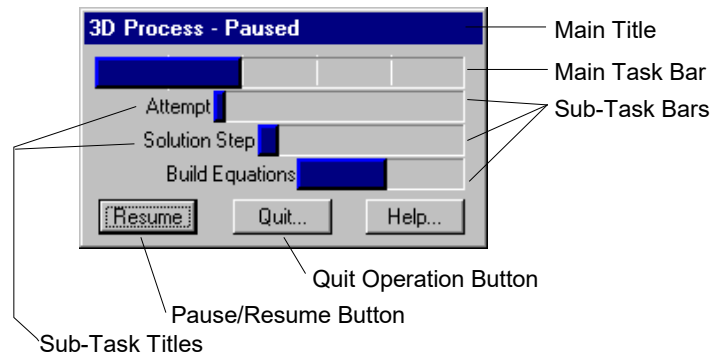 3D Process - Paused
Main Title
Main Task Bar
Attempt
Sub-Task Bars
Solution Step
Build Equations
Resume
Quit...
Help...
Quit Operation Button
Pause/Resume Button
Sub-Task Titles